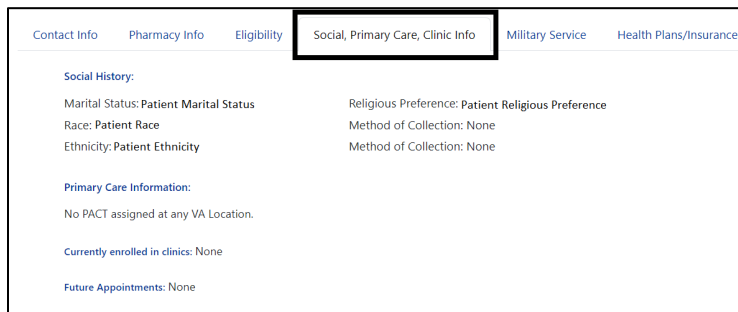 Contact Info Pharmacy Info Eligibility Social, Primary Care, Clinic Info Military Service Health Plans/Insurance
Social History:
Marital Status: Patient Marital Status Religious Preference: Patient Religious Preference
Race: Patient Race Method of Collection: None
Ethnicity: Patient Ethnicity Method of Collection: None
Primary Care Information:
No PACT assigned at any VA Location.
Currently enrolled in clinics: None
Future Appointments: None